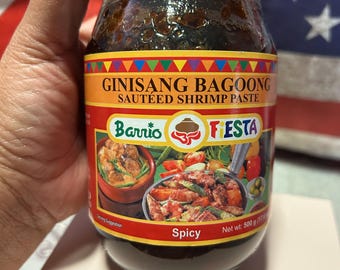 GINISANG BAGOONG
SAUTÉED SHRIMP PASTE
Barrio FIESTA
Spicy
Net wt: 500 g